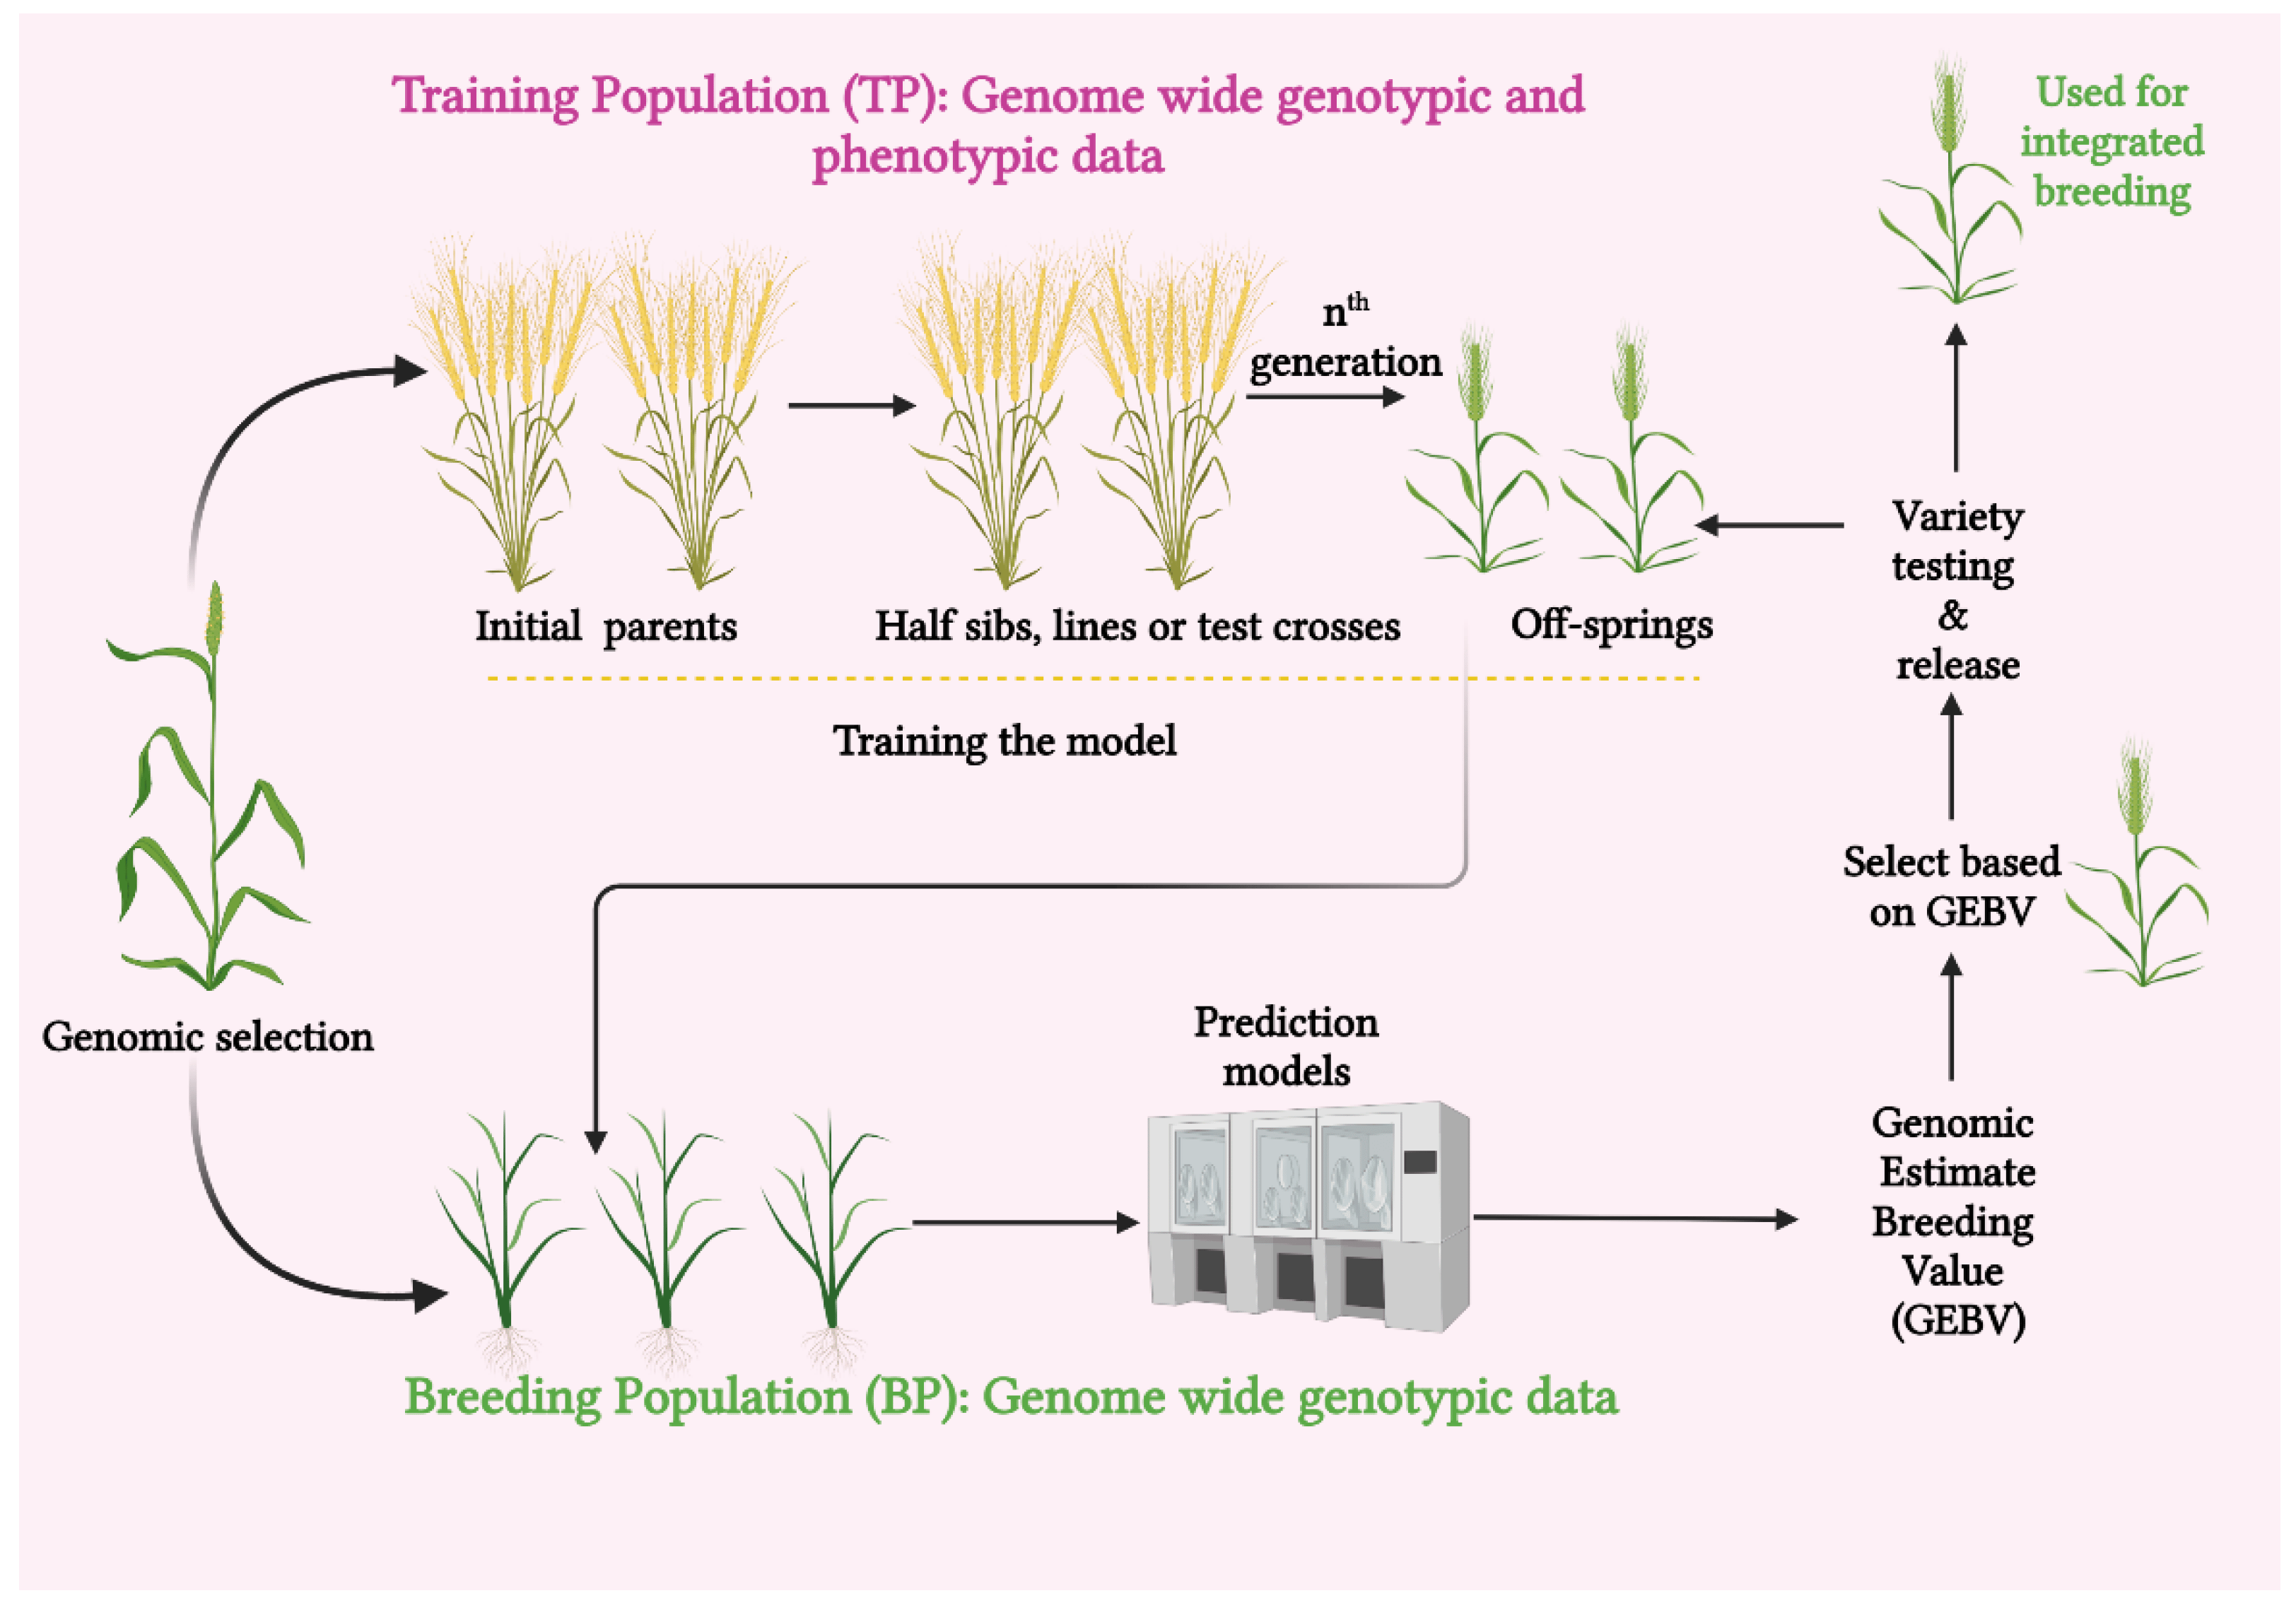 Training Population (TP): Genome wide genotypic and
phenotypic data
Used for
integrated
breeding
nth
generation
Initial parents
Half sibs, lines or test crosses
Off-springs
Variety
testing
&
release
Training the model
Select based
on GEBV
Genomic selection
Prediction
models
Genomic
Estimate
Breeding
Value
(GEBV)
Breeding Population (BP): Genome wide genotypic data